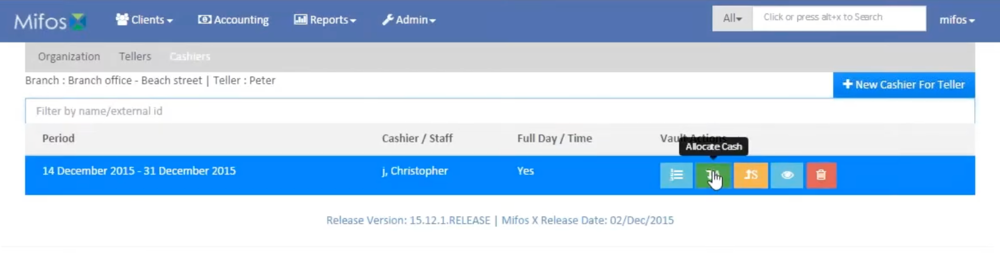 Mifos Clients Accounting Reports Admin All Click or press alt+x to Search mifos
Organization Tellers Cashiers
Branch : Branch office - Beach street | Teller : Peter
New Cashier For Teller
Filter by name/external id
Period Cashier / Staff Full Day / Time Vault Actions
Allocate Cash
14 December 2015 - 31 December 2015 j, Christopher Yes S
Release Version: 15.12.1.RELEASE | Mifos X Release Date: 02/Dec/2015